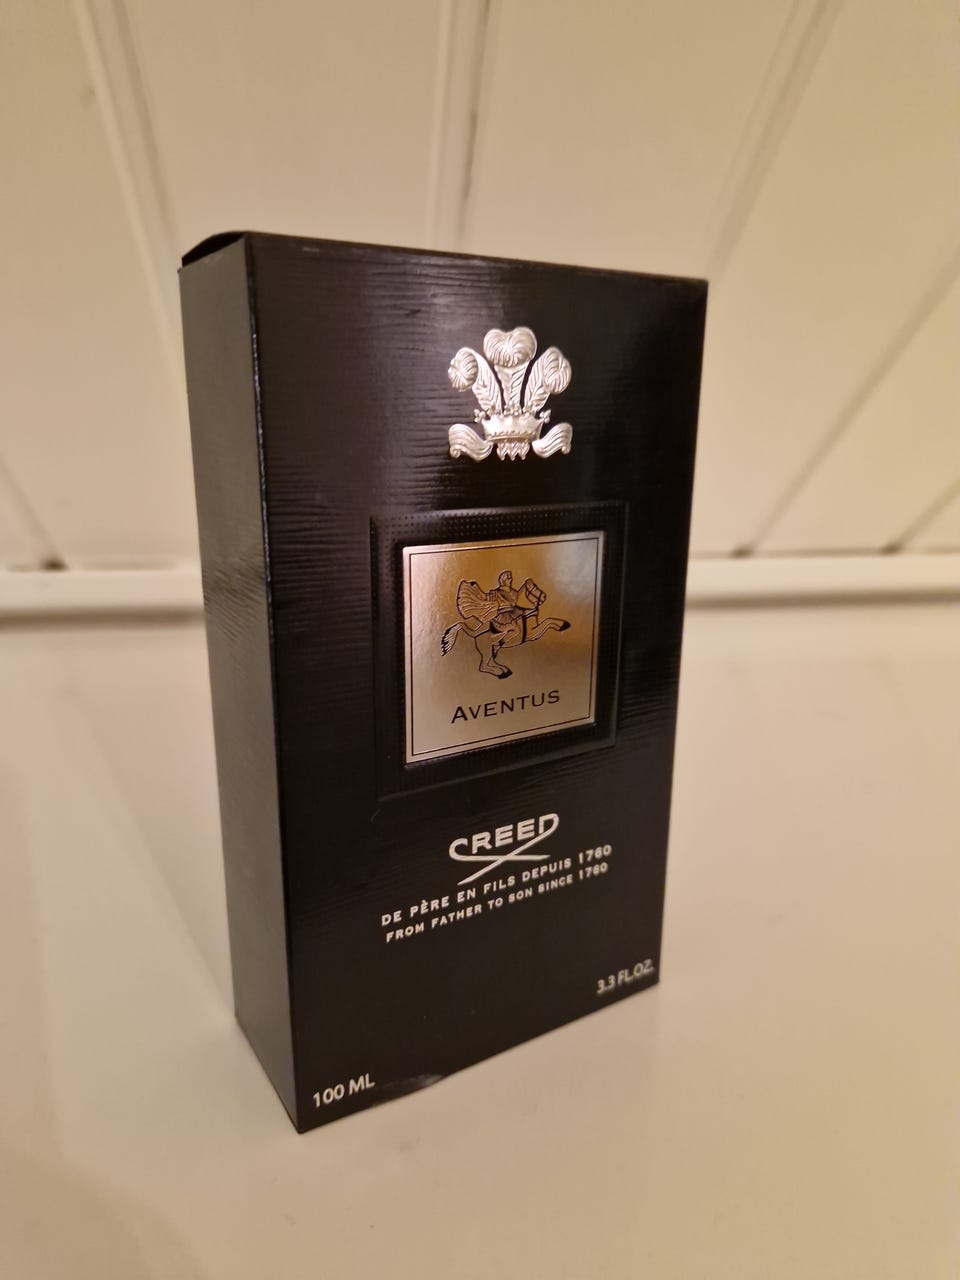 AVENTUS
CREED
DE PÈRE EN FILS DEPUIS 1760
FROM FATHER TO SON SINCE 1760
3.3 FL.OZ.
100 ML